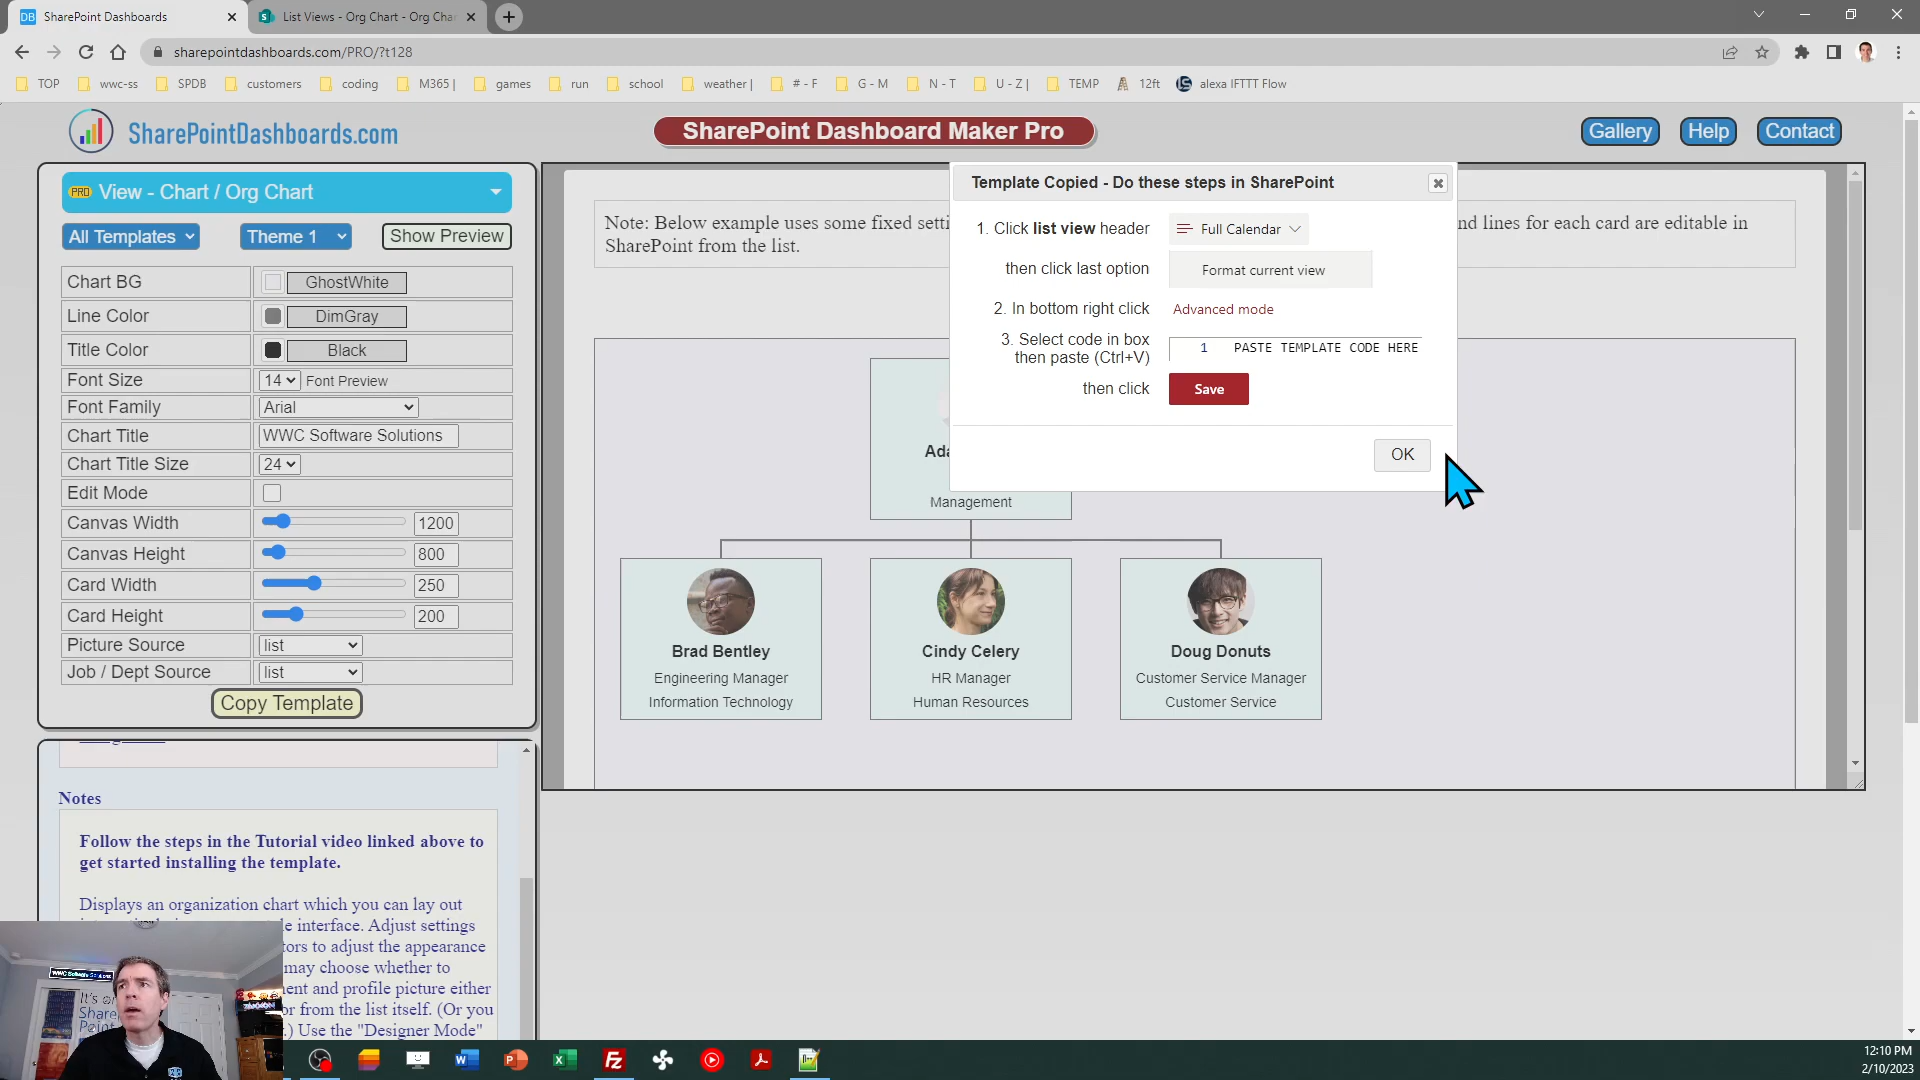 SharePoint Dashboards
List Views - Org Chart - Org Char
sharepointdashboards.com/PRO/?t128
TOP
wwc-ss
SPDB
customers
coding
M365 |
games
run
school
weather |
# - F
G - M
N - T
U - Z |
TEMP
12ft
alexa IFTTT Flow
SharePointDashboards.com
SharePoint Dashboard Maker Pro
Gallery
Help
Contact
PRO View - Chart / Org Chart
All Templates
Theme 1
Show Preview
Chart BG
GhostWhite
Line Color
DimGray
Title Color
Black
Font Size
14 Font Preview
Font Family
Arial
Chart Title
WWC Software Solutions
Chart Title Size
24
Edit Mode
Canvas Width
1200
Canvas Height
800
Card Width
250
Card Height
200
Picture Source
list
Job / Dept Source
list
Copy Template
Notes
Follow the steps in the Tutorial video linked above to
get started installing the template.
Displays an organization chart which you can lay out
le interface. Adjust settings
tors to adjust the appearance
may choose whether to
ent and profile picture either
or from the list itself. (Or you
.) Use the "Designer Mode"
Note: Below example uses some fixed setti
nd lines for each card are editable in
SharePoint from the list.
Template Copied - Do these steps in SharePoint
1. Click list view header
Full Calendar
then click last option
Format current view
2. In bottom right click
Advanced mode
3. Select code in box
then paste (Ctrl+V)
1 PASTE TEMPLATE CODE HERE
then click
Save
OK
Ada
Management
Brad Bentley
Engineering Manager
Information Technology
Cindy Celery
HR Manager
Human Resources
Doug Donuts
Customer Service Manager
Customer Service
WWC Software Solutions
It's
Share
Point
12:10 PM
2/10/2023